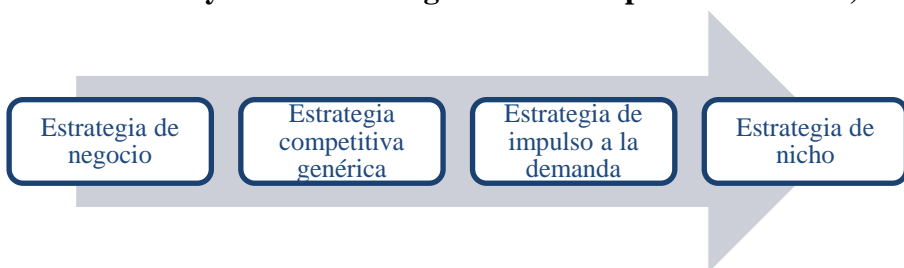 Estrategia de
negocio
Estrategia
competitiva
genérica
Estrategia de
impulso a la
demanda
Estrategia de
nicho